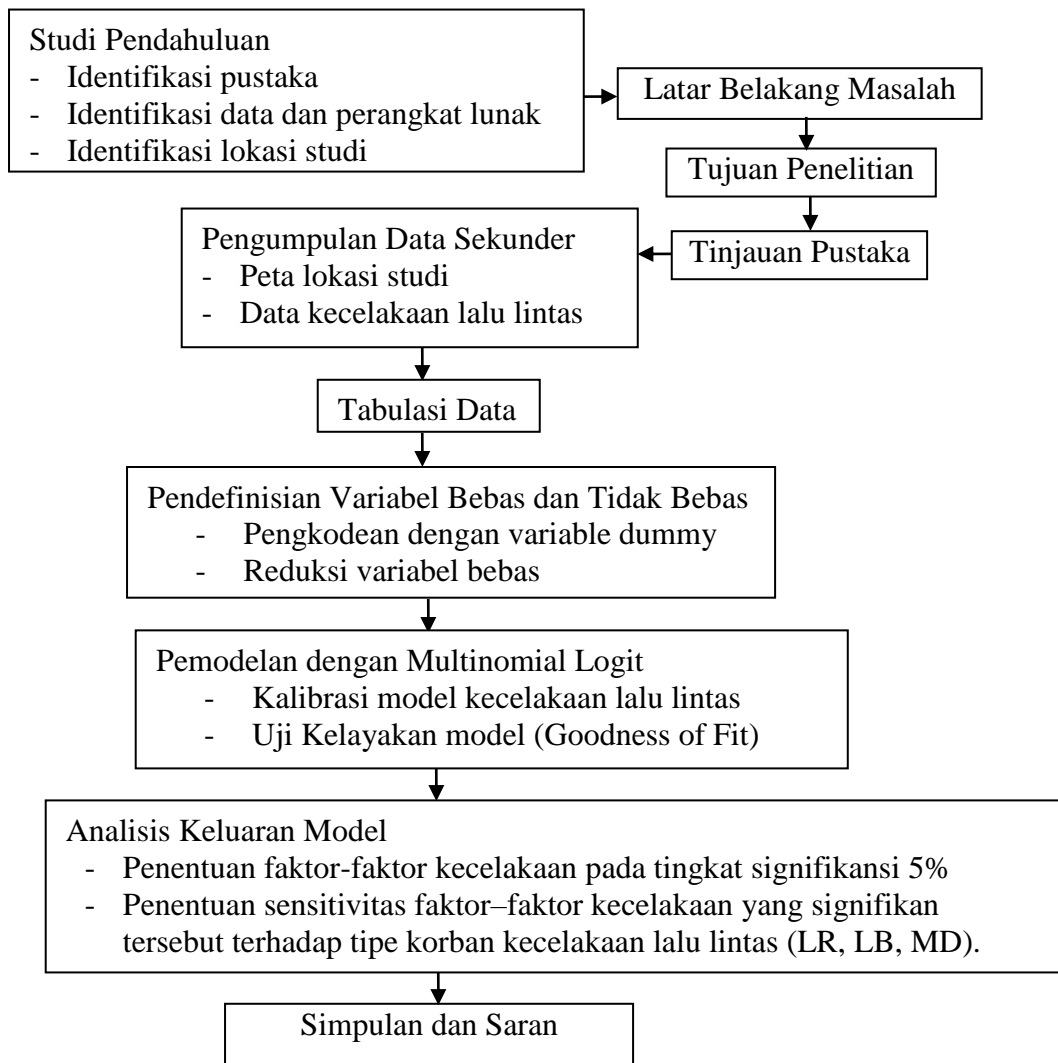 Studi Pendahuluan
- Identifikasi pustaka
- Identifikasi data dan perangkat lunak
- Identifikasi lokasi studi
Latar Belakang Masalah
Tujuan Penelitian
Tinjauan Pustaka
Pengumpulan Data Sekunder
- Peta lokasi studi
- Data kecelakaan lalu lintas
Tabulasi Data
Pendefinisian Variabel Bebas dan Tidak Bebas
- Pengkodean dengan variable dummy
- Reduksi variabel bebas
Pemodelan dengan Multinomial Logit
- Kalibrasi model kecelakaan lalu lintas
- Uji Kelayakan model (Goodness of Fit)
Analisis Keluaran Model
- Penentuan faktor-faktor kecelakaan pada tingkat signifikansi 5%
- Penentuan sensitivitas faktor–faktor kecelakaan yang signifikan
tersebut terhadap tipe korban kecelakaan lalu lintas (LR, LB, MD).
Simpulan dan Saran